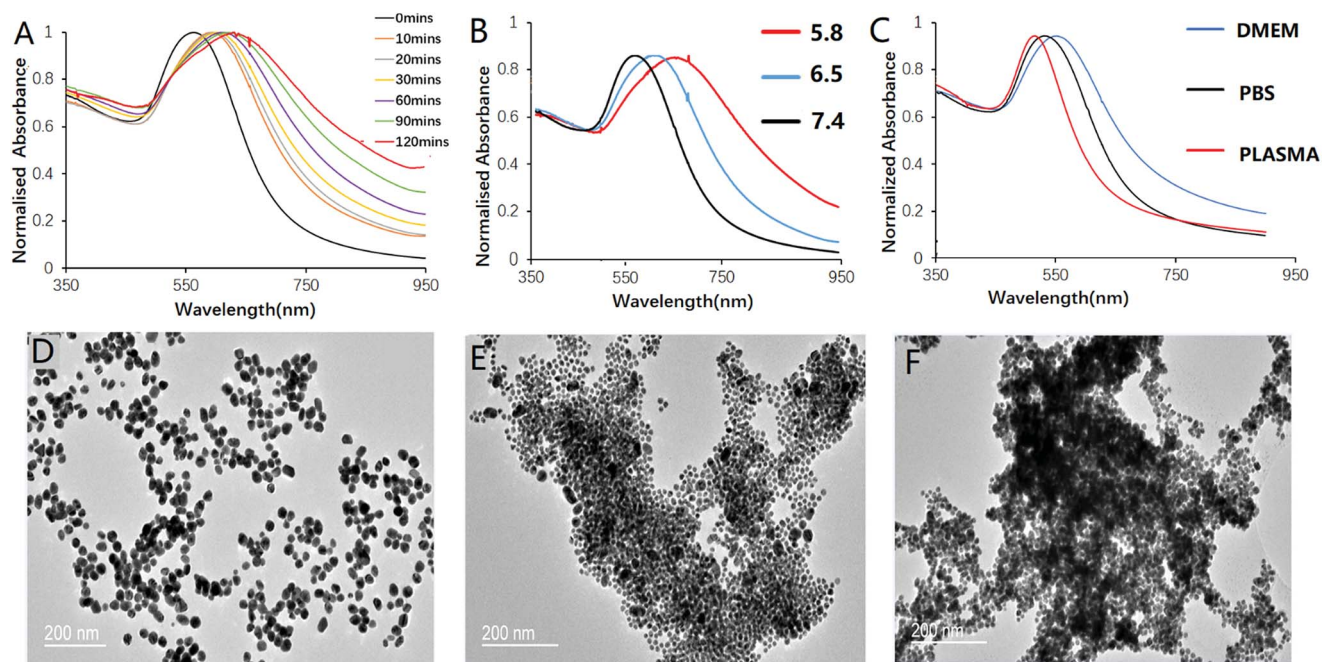 A
Normalised Absorbance
1
0.8
0.6
0.4
0.2
0
350
550
750
950
Wavelength(nm)
0mins
10mins
20mins
30mins
60mins
90mins
120mins
B
Normalised Absorbance
1
0.8
0.6
0.4
0.2
0
350
550
750
950
Wavelength(nm)
5.8
6.5
7.4
C
Normalized Absorbance
1
0.8
0.6
0.4
0.2
0
350
550
750
950
Wavelength(nm)
DMEM
PBS
PLASMA
D
200 nm
E
200 nm
F
200 nm